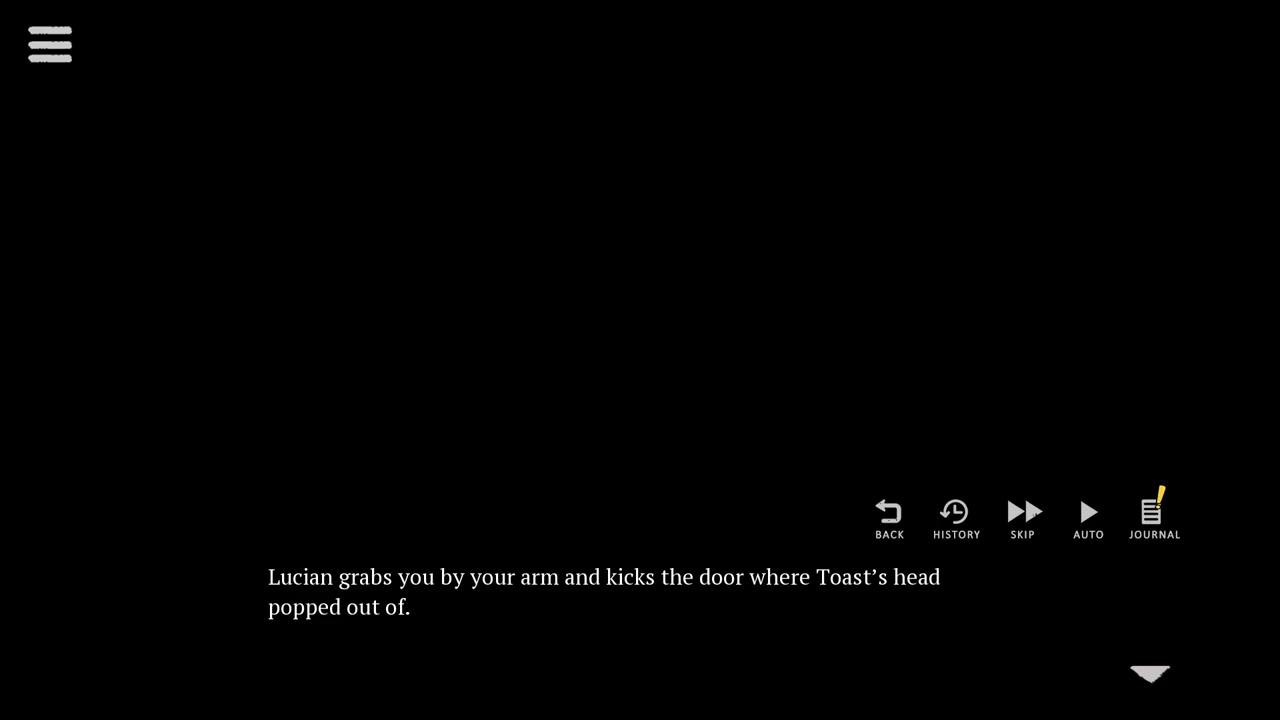 BACK HISTORY SKIP AUTO JOURNAL
Lucian grabs you by your arm and kicks the door where Toast’s head
popped out of.